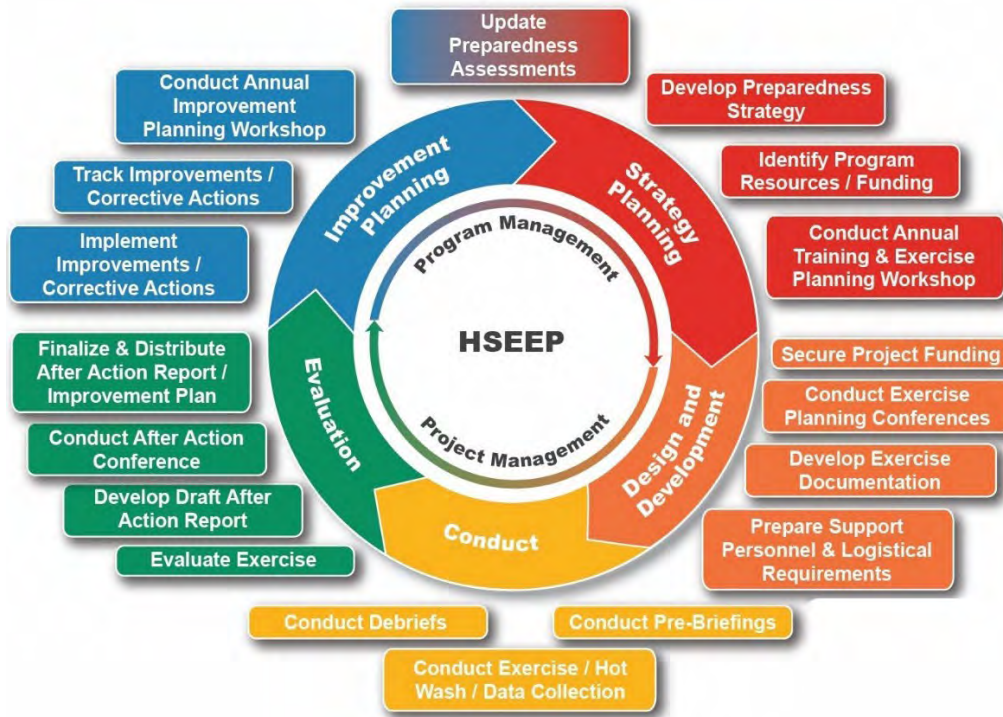 Update
Preparedness
Assessments
Develop Preparedness
Strategy
Identify Program
Resources / Funding
Conduct Annual
Training & Exercise
Planning Workshop
Secure Project Funding
Conduct Exercise
Planning Conferences
Develop Exercise
Documentation
Prepare Support
Personnel & Logistical
Requirements
Conduct Pre-Briefings
Conduct Exercise / Hot
Wash / Data Collection
Conduct Debriefs
Evaluate Exercise
Develop Draft After
Action Report
Conduct After Action
Conference
Finalize & Distribute
After Action Report /
Improvement Plan
Implement
Improvements /
Corrective Actions
Track Improvements /
Corrective Actions
Conduct Annual
Improvement
Planning Workshop
Strategy
Planning
Design and
Development
Conduct
Evaluation
Improvement
Planning
Program Management
HSEEP
Project Management